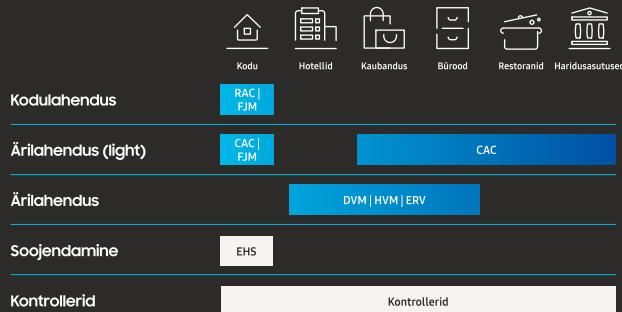 Kodu Hotellid Kaubandus Bürood Restoranid Haridusasutused
Kodulahendus
RAC |
FJM
Ärilahendus (light)
CAC |
FJM
CAC
Ärilahendus
DVM | HVM | ERV
Soojendamine
EHS
Kontrollerid
Kontrollerid